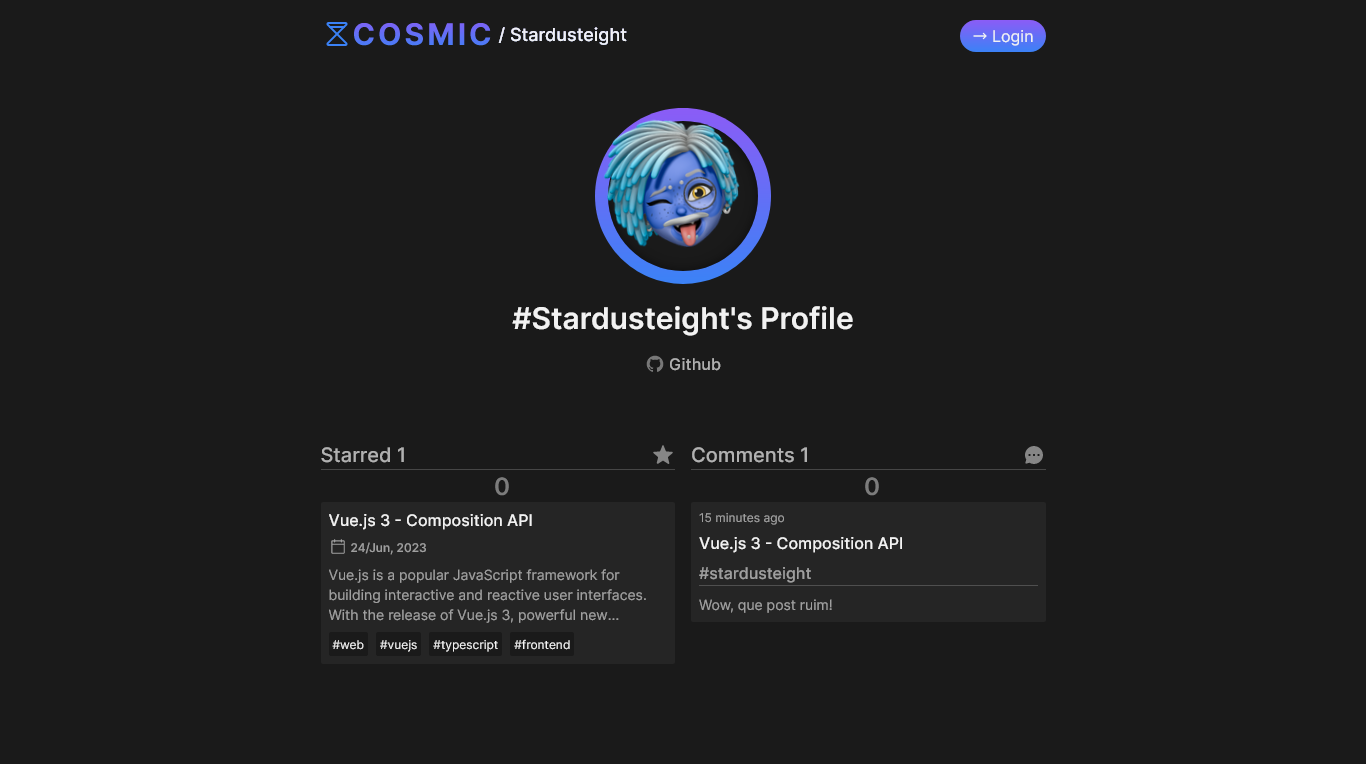 COSMIC / Stardusteight
→ Login
#Stardusteight's Profile
Github
Starred 1
0
Vue.js 3 - Composition API
24/Jun, 2023
Vue.js is a popular JavaScript framework for
building interactive and reactive user interfaces.
With the release of Vue.js 3, powerful new...
#web #vuejs #typescript #frontend
Comments 1
0
15 minutes ago
Vue.js 3 - Composition API
#stardusteight
Wow, que post ruim!